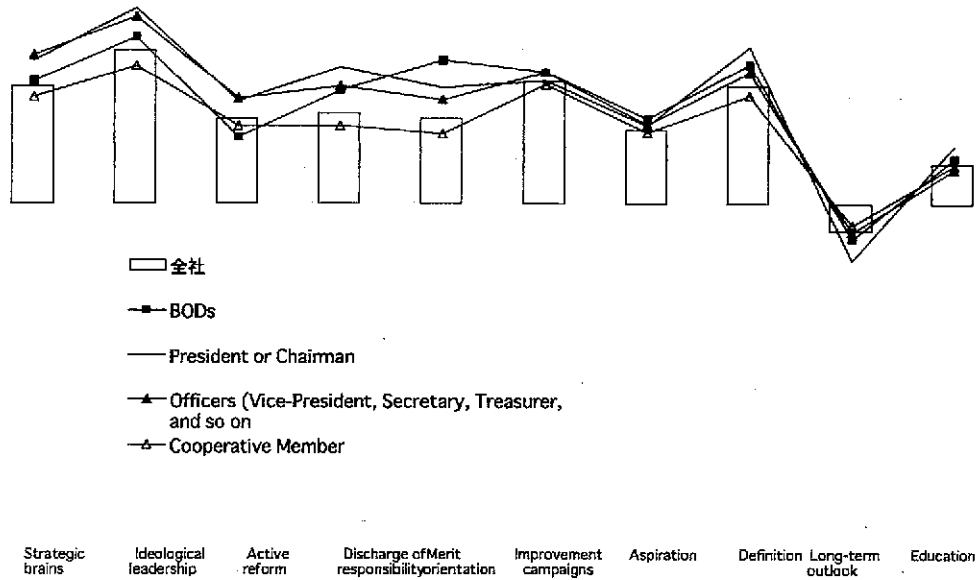 全社
BODs
President or Chairman
Officers (Vice-President, Secretary, Treasurer,
and so on
Cooperative Member
Strategic
brains
Ideological
leadership
Active
reform
Discharge of
responsibility
Merit
orientation
Improvement
campaigns
Aspiration
Definition
Long-term
outlook
Education